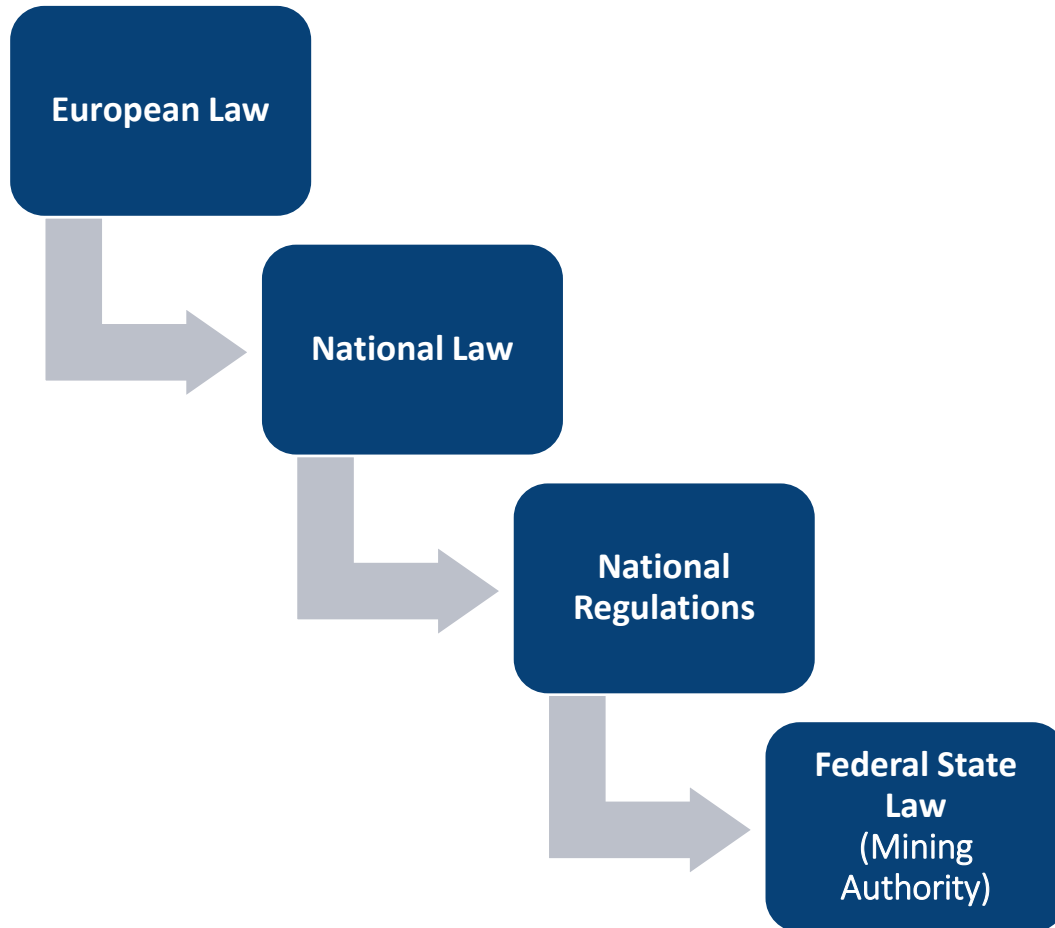 European Law
National Law
National
Regulations
Federal State
Law
(Mining
Authority)